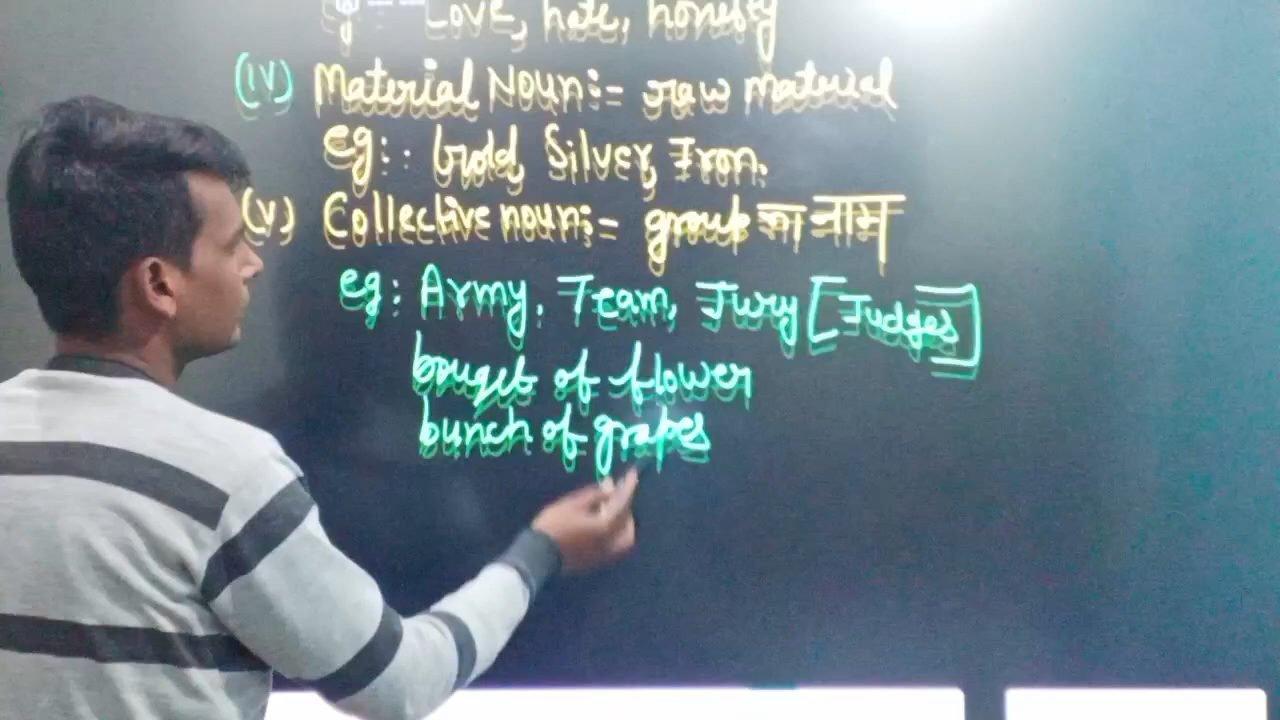 eg: Love, hate, honesty
(iv) Material Noun:= raw material
eg: Gold, Silver, Iron.
(v) Collective noun:= group का नाम
eg: Army, Team, Jury [Judges]
bouqet of flower
bunch of grapes